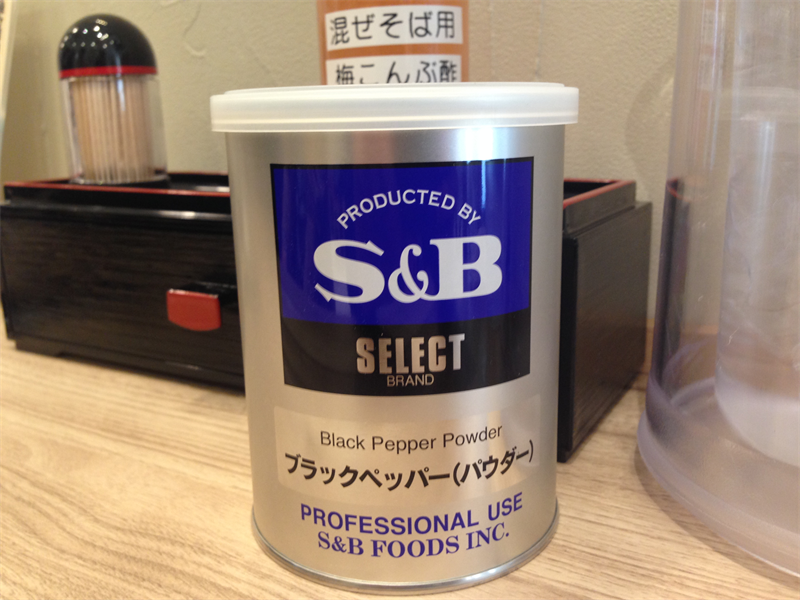 混ぜそば用
梅こんぶ酢
PRODUCTED BY
S&B
SELECT
BRAND
Black Pepper Powder
ブラックペッパー(パウダー)
PROFESSIONAL USE
S&B FOODS INC.